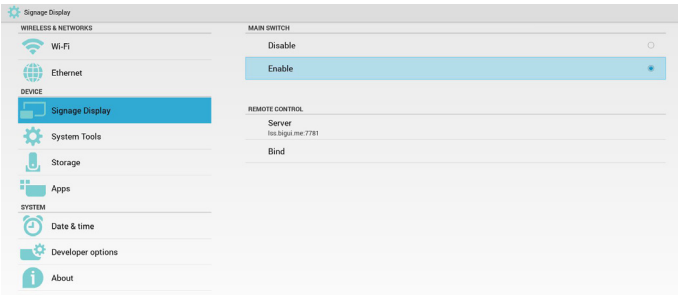 Signage Display
WIRELESS & NETWORKS
Wi-Fi
Ethernet
DEVICE
Signage Display
System Tools
Storage
Apps
SYSTEM
Date & time
Developer options
About
MAIN SWITCH
Disable
Enable
REMOTE CONTROL
Server
lss.bigui.me:7781
Bind